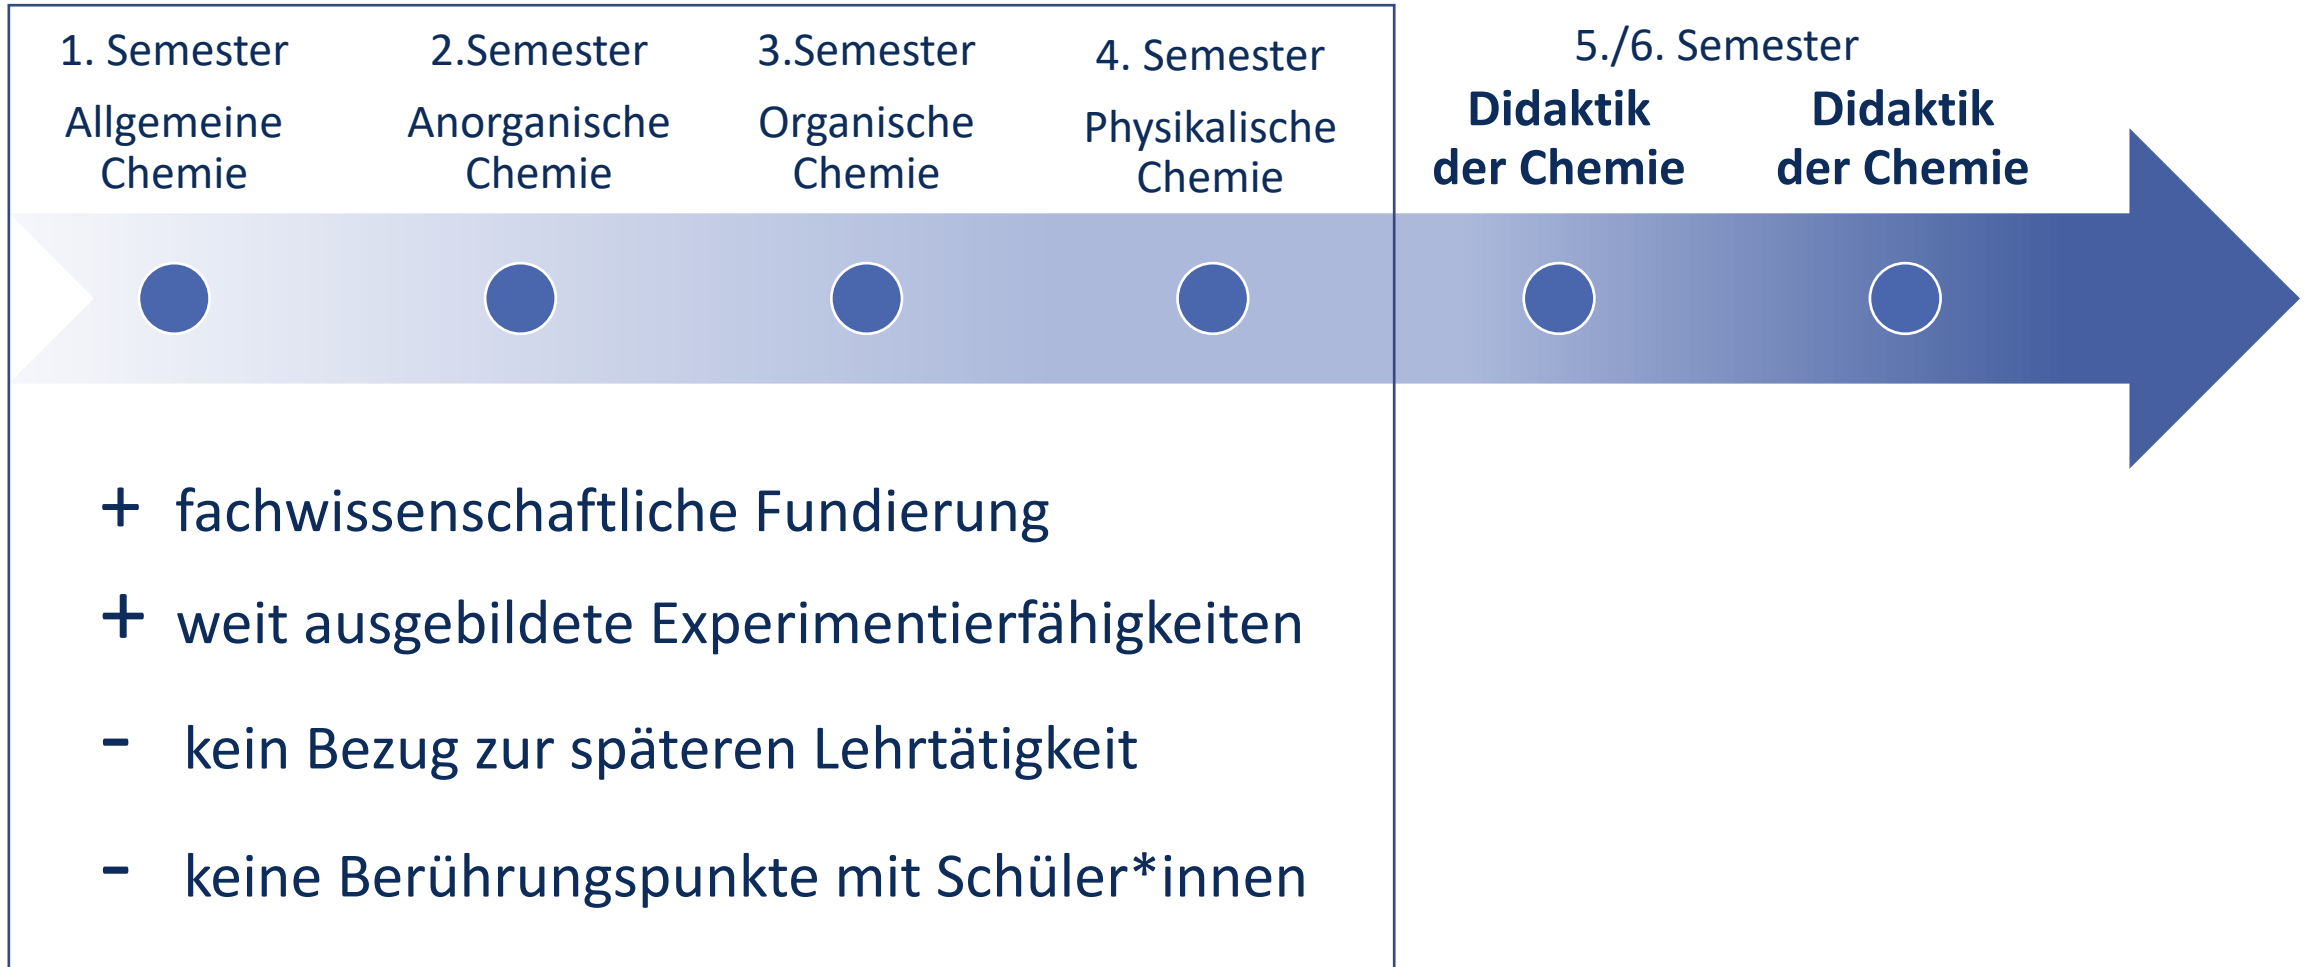 1. Semester
Allgemeine
Chemie
2.Semester
Anorganische
Chemie
3.Semester
Organische
Chemie
4. Semester
Physikalische
Chemie
5./6. Semester
Didaktik
der Chemie
Didaktik
der Chemie
+ fachwissenschaftliche Fundierung
+ weit ausgebildete Experimentierfähigkeiten
- kein Bezug zur späteren Lehrtätigkeit
- keine Berührungspunkte mit Schüler*innen